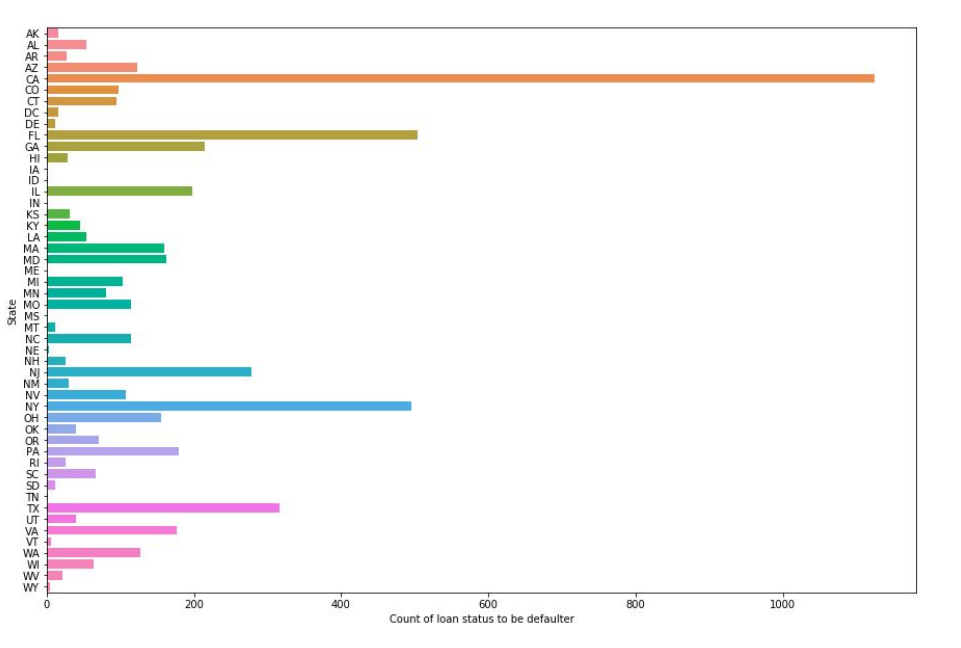 AK
AL
AR
AZ
CA
CO
CT
DC
DE
FL
GA
HI
IA
ID
IL
IN
KS
KY
LA
MA
MD
ME
MI
MN
MO
MS
MT
NC
NE
NH
NJ
NM
NV
NY
OH
OK
OR
PA
RI
SC
SD
TN
TX
UT
VA
VT
WA
WI
WV
WY
State
0 200 400 600 800 1000
Count of loan status to be defaulter